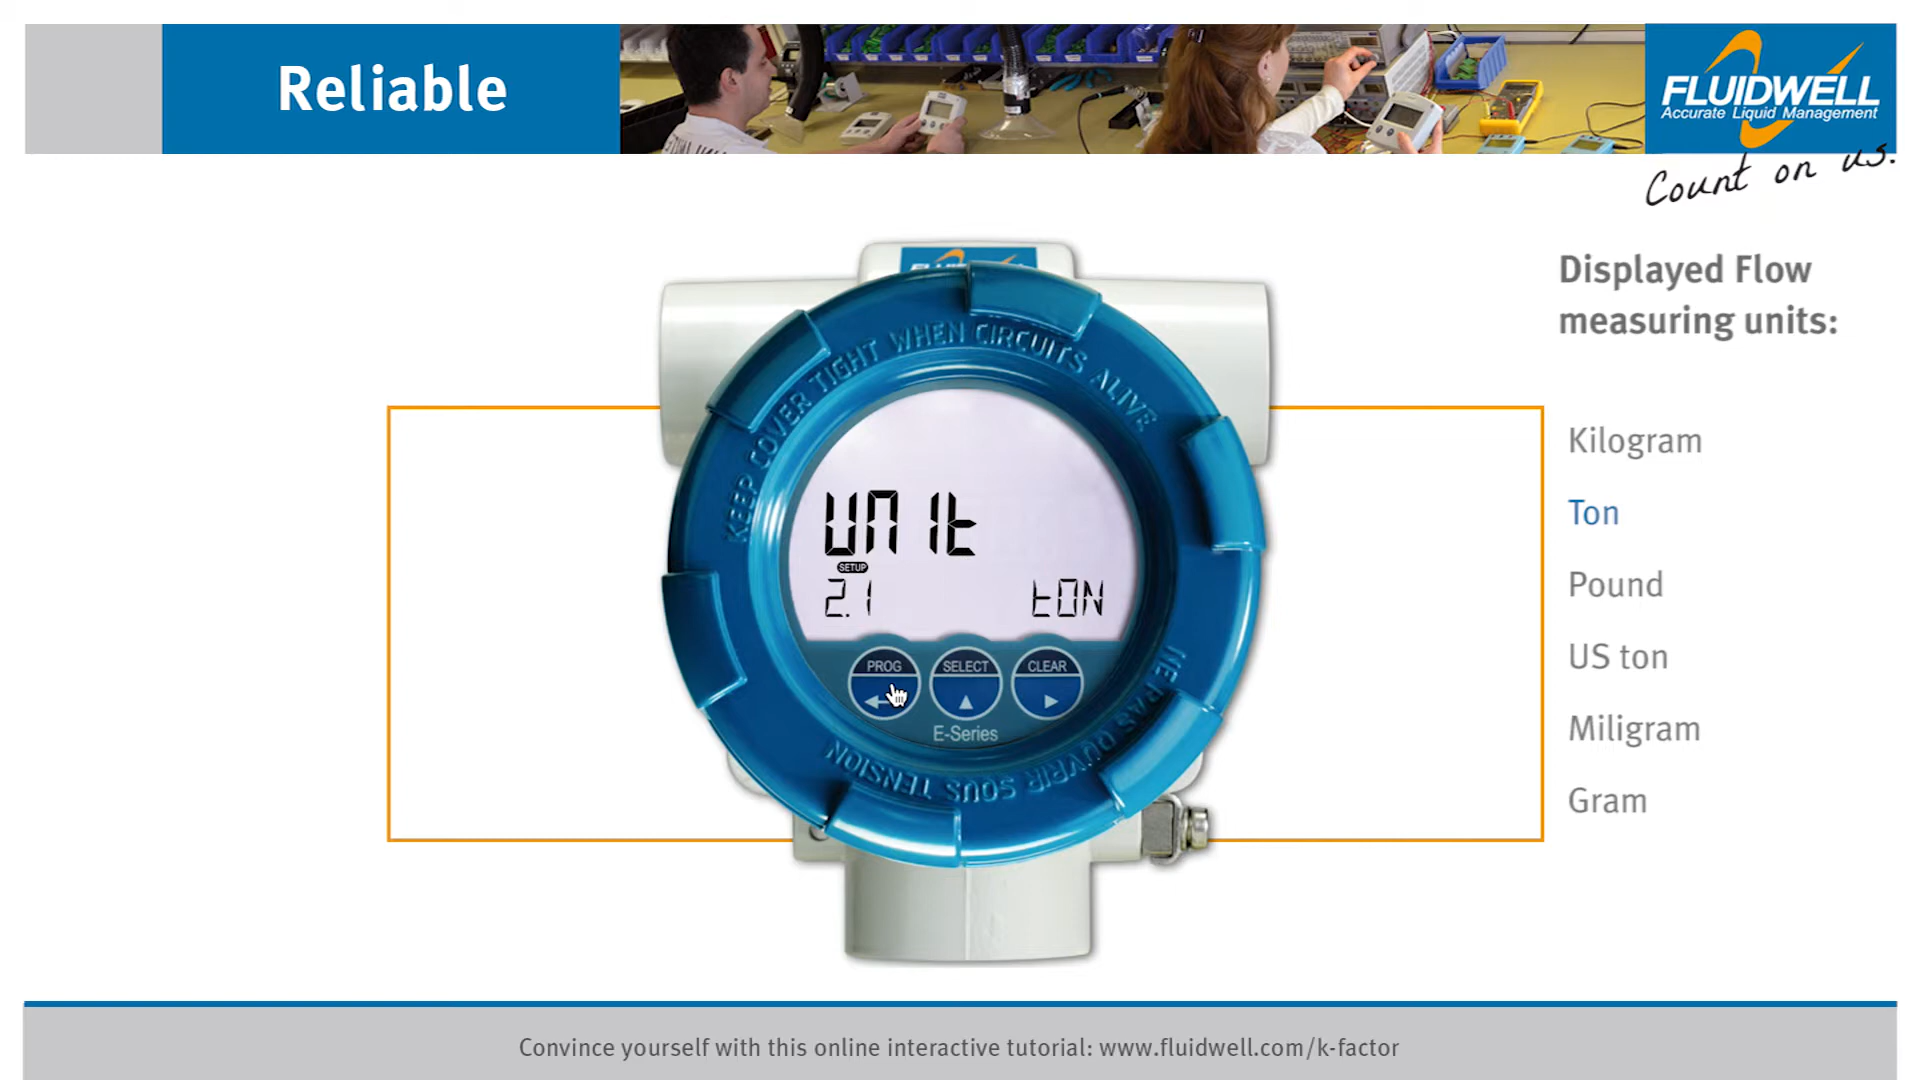 Reliable
FLUIDWELL
Accurate Liquid Management
Count on us.
Displayed Flow
measuring units:
Kilogram
Ton
Pound
US ton
Miligram
Gram
KEEP COVER TIGHT WHEN CIRCUITS ALIVE
UNIt
SETUP
2.1 tON
PROG SELECT CLEAR
E-Series
NE PAS OUVRIR SOUS TENSION
Convince yourself with this online interactive tutorial: www.fluidwell.com/k-factor